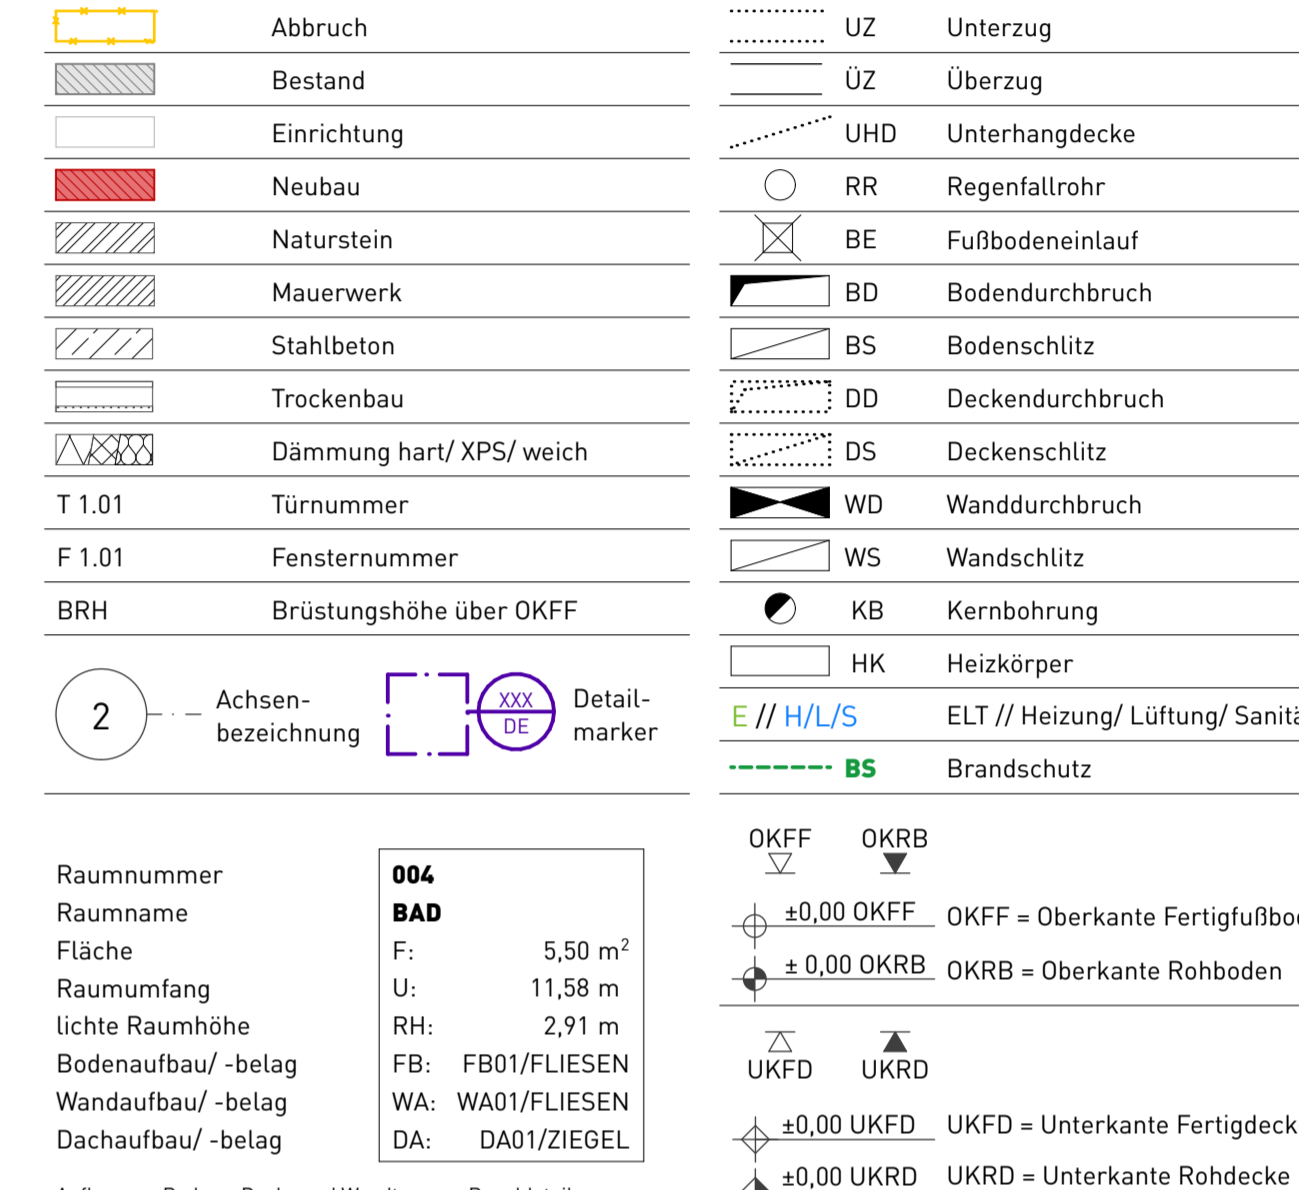 Abbruch
Bestand
Einrichtung
Neubau
Naturstein
Mauerwerk
Stahlbeton
Trockenbau
Dämmung hart/ XPS/ weich
T 1.01 Türnummer
F 1.01 Fensternummer
BRH Brüstungshöhe über OKFF
2
Achsen-
bezeichnung
XXX
DE
Detail-
marker
Raumnummer 004
Raumname BAD
Fläche F: 5,50 m²
Raumumfang U: 11,58 m
lichte Raumhöhe RH: 2,91 m
Bodenaufbau/ -belag FB: FB01/FLIESEN
Wandaufbau/ -belag WA: WA01/FLIESEN
Dachaufbau/ -belag DA: DA01/ZIEGEL
UZ Unterzug
ÜZ Überzug
UHD Unterhangdecke
RR Regenfallrohr
BE Fußbodeneinlauf
BD Bodendurchbruch
BS Bodenschlitz
DD Deckendurchbruch
DS Deckenschlitz
WD Wanddurchbruch
WS Wandschlitz
KB Kernbohrung
HK Heizkörper
E // H/L/S ELT // Heizung/ Lüftung/
BS Brandschutz
OKFF OKRB
±0,00 OKFF OKFF = Oberkante
± 0,00 OKRB OKRB = Oberkante Rohboden
UKFD UKRD
±0,00 UKFD UKFD = Unterkante
±0,00 UKRD UKRD = Unterkante Rohdecke